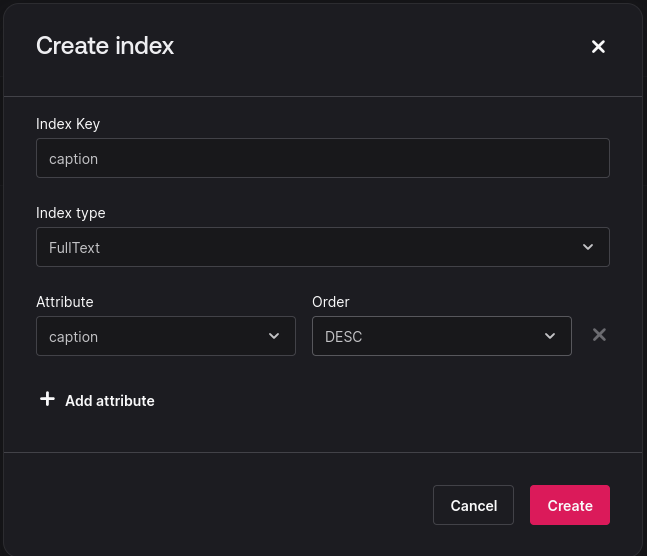 Create index
Index Key
caption
Index type
FullText
Attribute
Order
caption
DESC
Add attribute
Cancel
Create